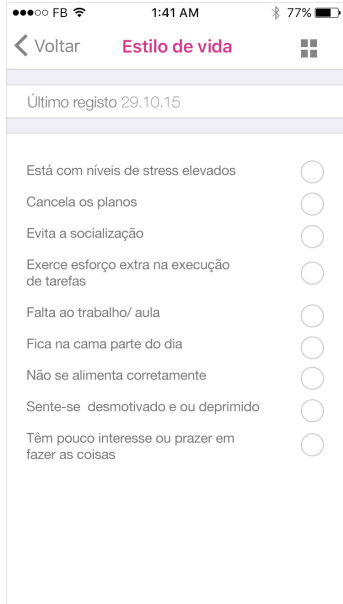 FB 1:41 AM 77%
Voltar Estilo de vida
Último registo 29.10.15
Está com níveis de stress elevados
Cancela os planos
Evita a socialização
Exerce esforço extra na execução
de tarefas
Falta ao trabalho/ aula
Fica na cama parte do dia
Não se alimenta corretamente
Sente-se desmotivado e ou deprimido
Têm pouco interesse ou prazer em
fazer as coisas